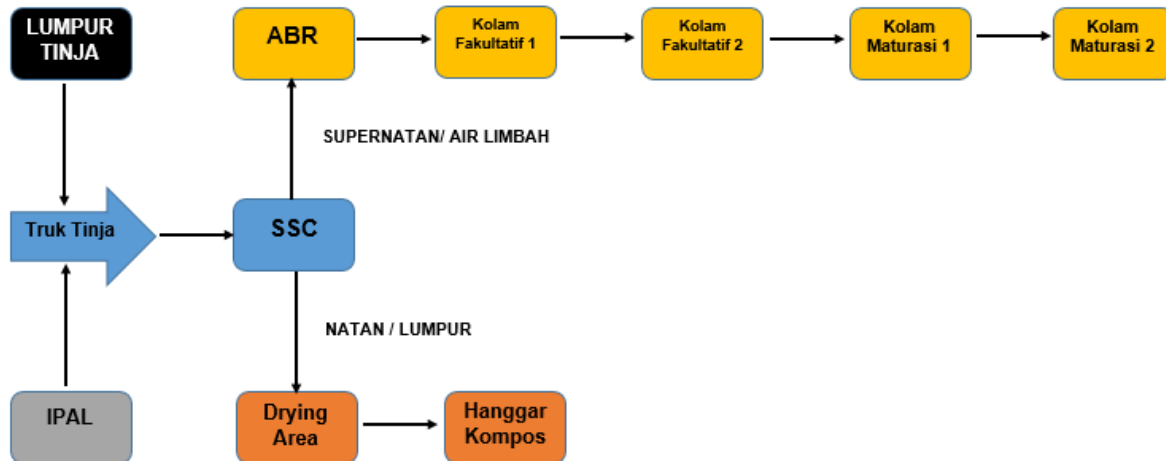 LUMPUR
TINJA
ABR
Kolam
Fakultatif 1
Kolam
Fakultatif 2
Kolam
Maturasi 1
Kolam
Maturasi 2
SUPERNATAN/ AIR LIMBAH
Truk Tinja
SSC
NATAN / LUMPUR
IPAL
Drying
Area
Hanggar
Kompos